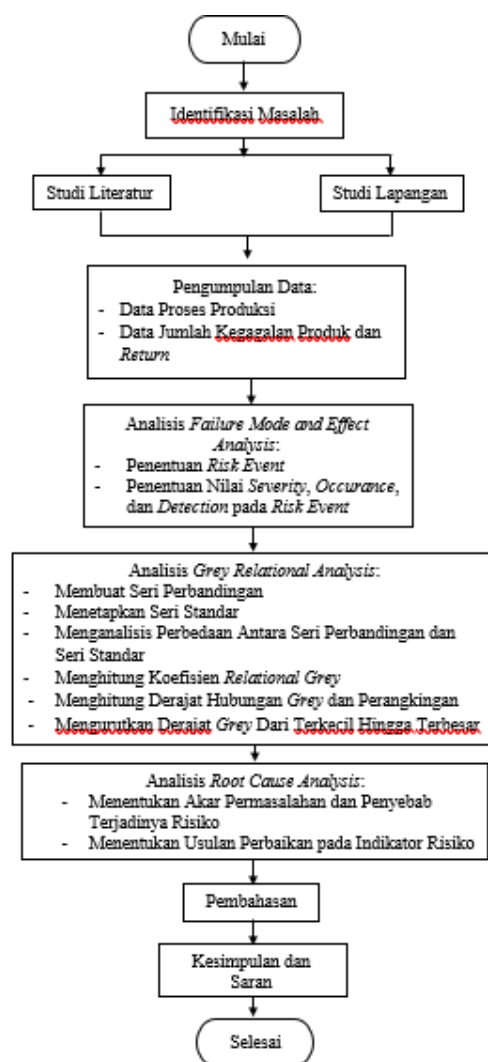 Mulai
Identifikasi Masalah
Studi Literatur
Studi Lapangan
Pengumpulan Data:
- Data Proses Produksi
- Data Jumlah Kegagalan Produk dan
Return
Analisis Failure Mode and Effect
Analysis:
- Penentuan Risk Event
- Penentuan Nilai Severity, Occurance,
dan Detection pada Risk Event
Analisis Grey Relational Analysis:
- Membuat Seri Perbandingan
- Menetapkan Seri Standar
- Menganalisis Perbedaan Antara Seri Perbandingan dan
Seri Standar
- Menghitung Koefisien Relational Grey
- Menghitung Derajat Hubungan Grey dan Perangkingan
- Mengurutkan Derajat Grey Dari Terkecil Hingga Terbesar
Analisis Root Cause Analysis:
- Menentukan Akar Permasalahan dan Penyebab
Terjadinya Risiko
- Menentukan Usulan Perbaikan pada Indikator Risiko
Pembahasan
Kesimpulan dan
Saran
Selesai